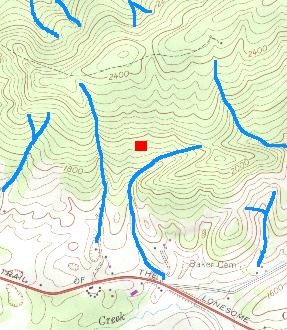 2400
2400
1800
2000
Baker Cem
TRAIL OF THE LONESOME
1600
Creek